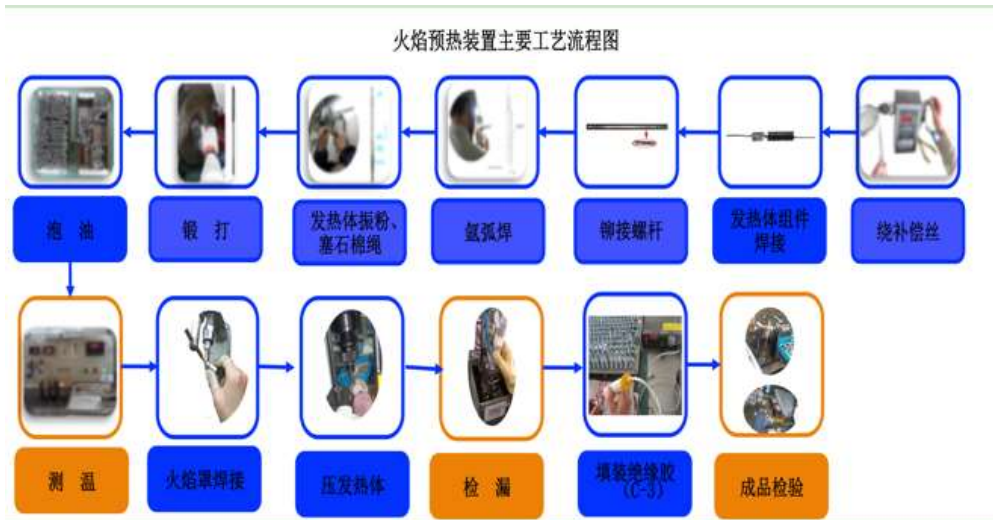 火焰预热装置主要工艺流程图
泡 油
锻 打
发热体振粉、
塞石棉绳
氩弧焊
铆接螺杆
发热体组件
焊接
绕补偿丝
测 温
火焰罩焊接
压发热体
检 漏
填装绝缘胶
(C-3)
成品检验